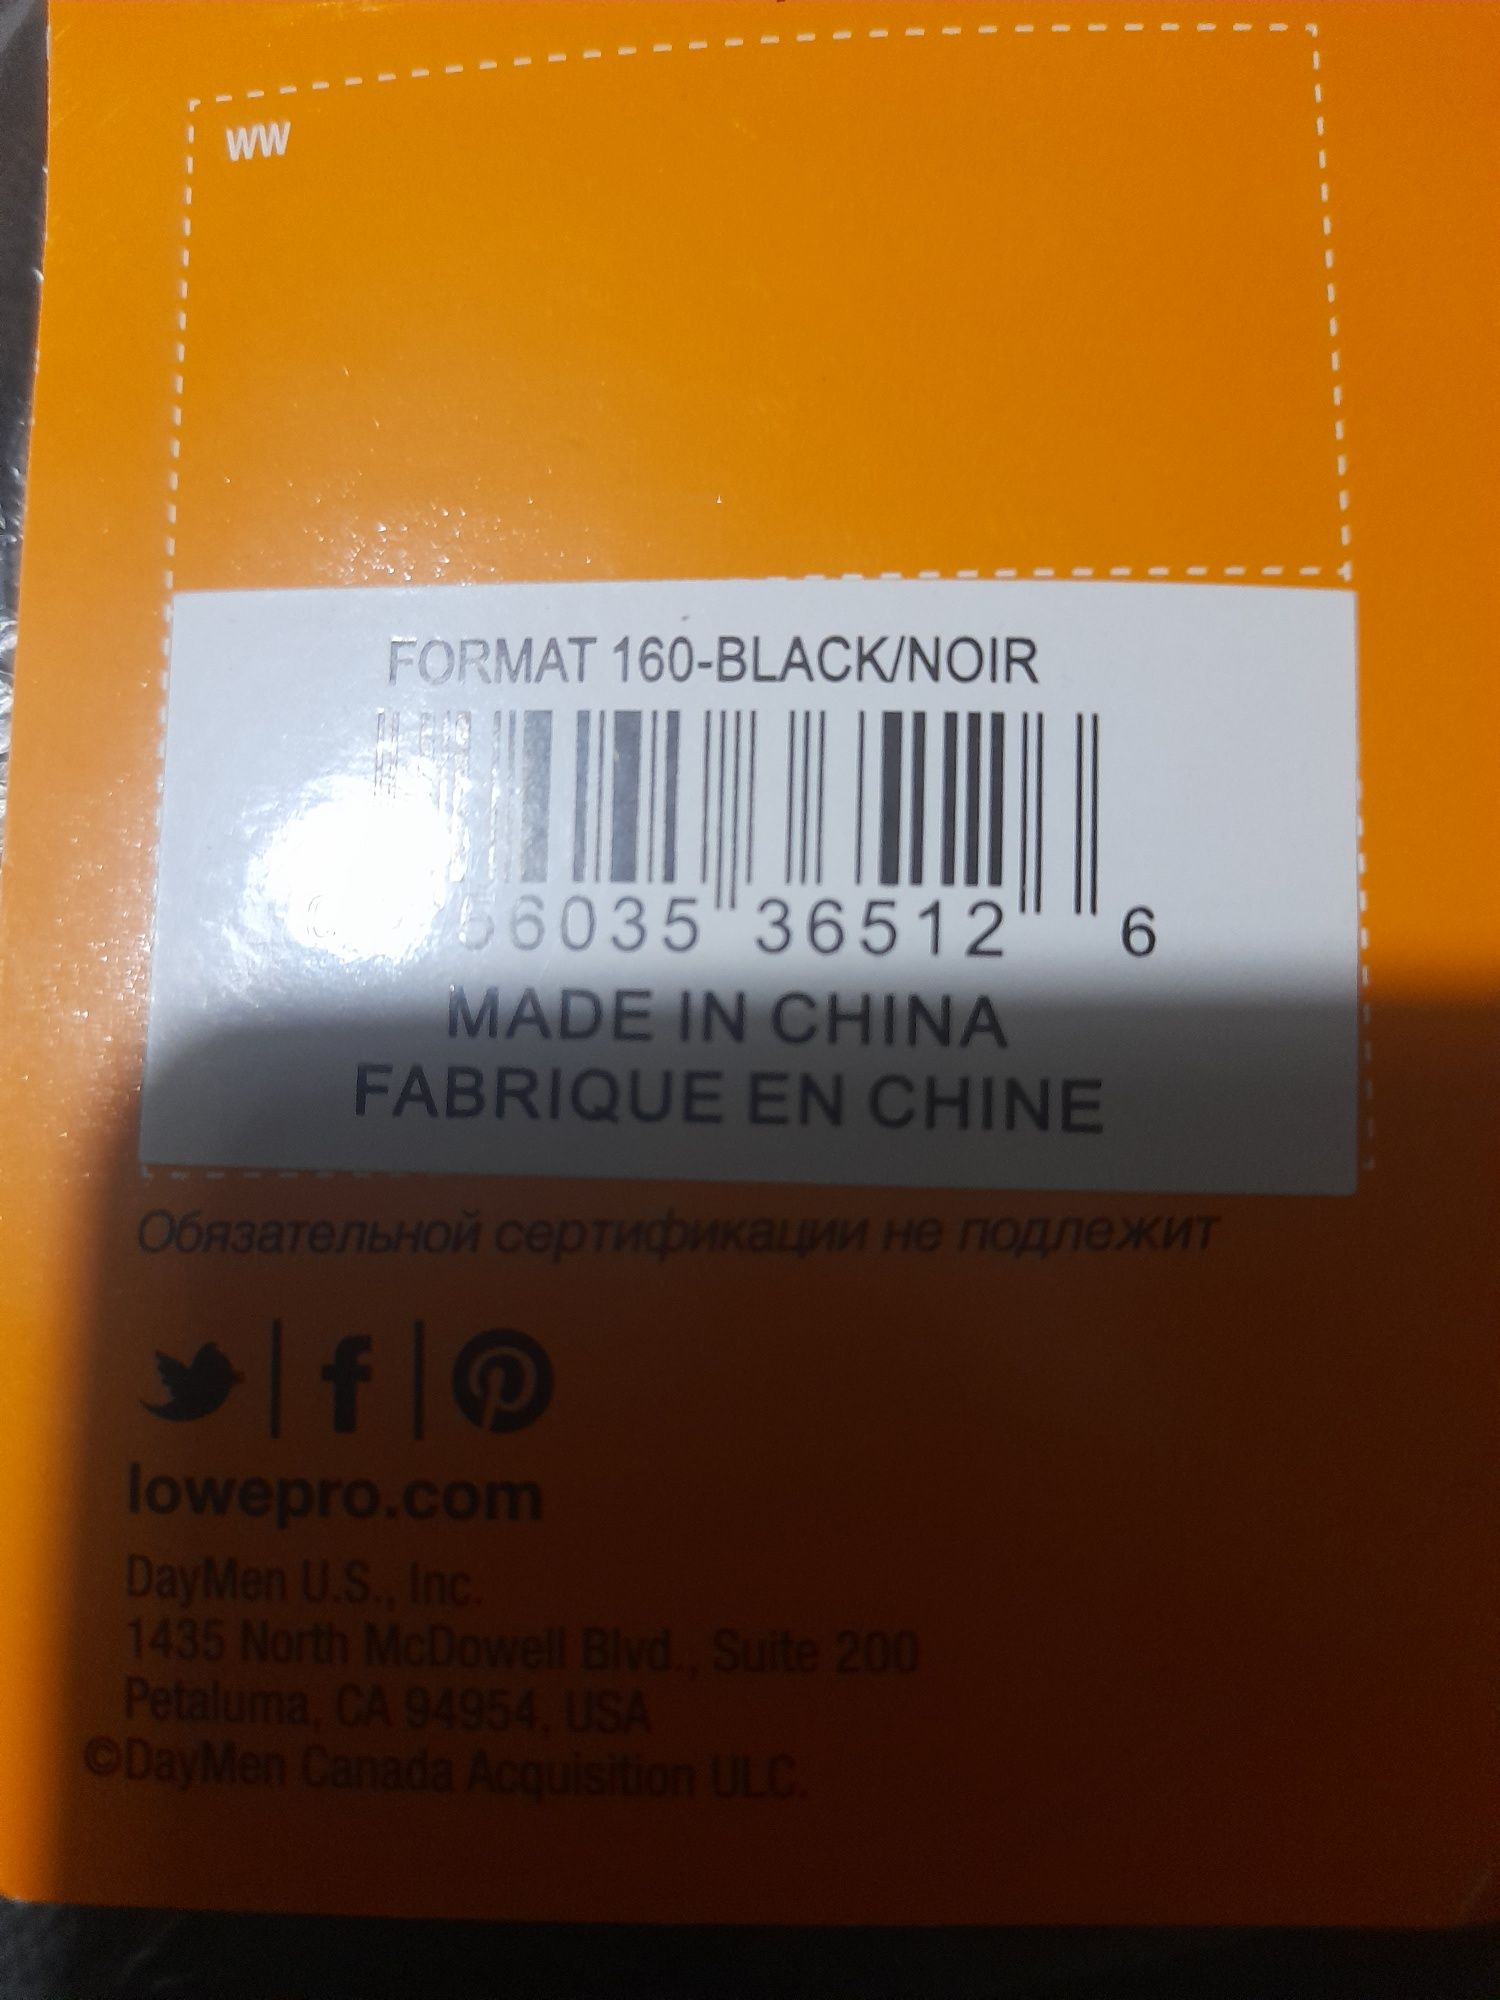 WW
FORMAT 160-BLACK/NOIR
56035 36512 6
MADE IN CHINA
FABRIQUE EN CHINE
Обязательной сертификации не подлежит
lowepro.com
DayMen U.S., Inc.
1435 North McDowell Blvd., Suite 200
Petaluma, CA 94954, USA
©DayMen Canada Acquisition ULC.